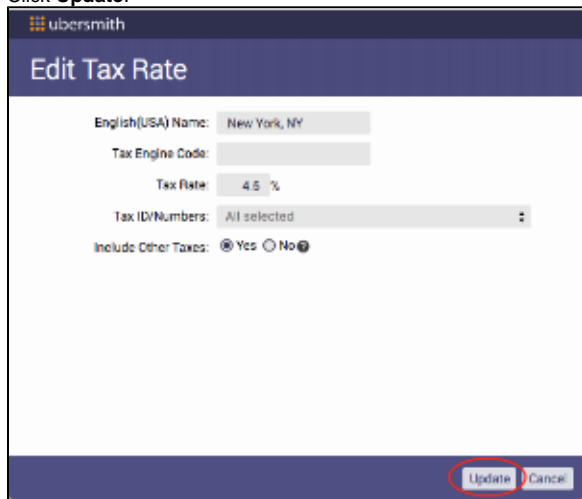 Click Update.
ubersmith
Edit Tax Rate
English(USA) Name: New York, NY
Tax Engine Code:
Tax Rate: 4.5 %
Tax ID/Numbers: All selected
Include Other Taxes: Yes No ?
Update Cancel